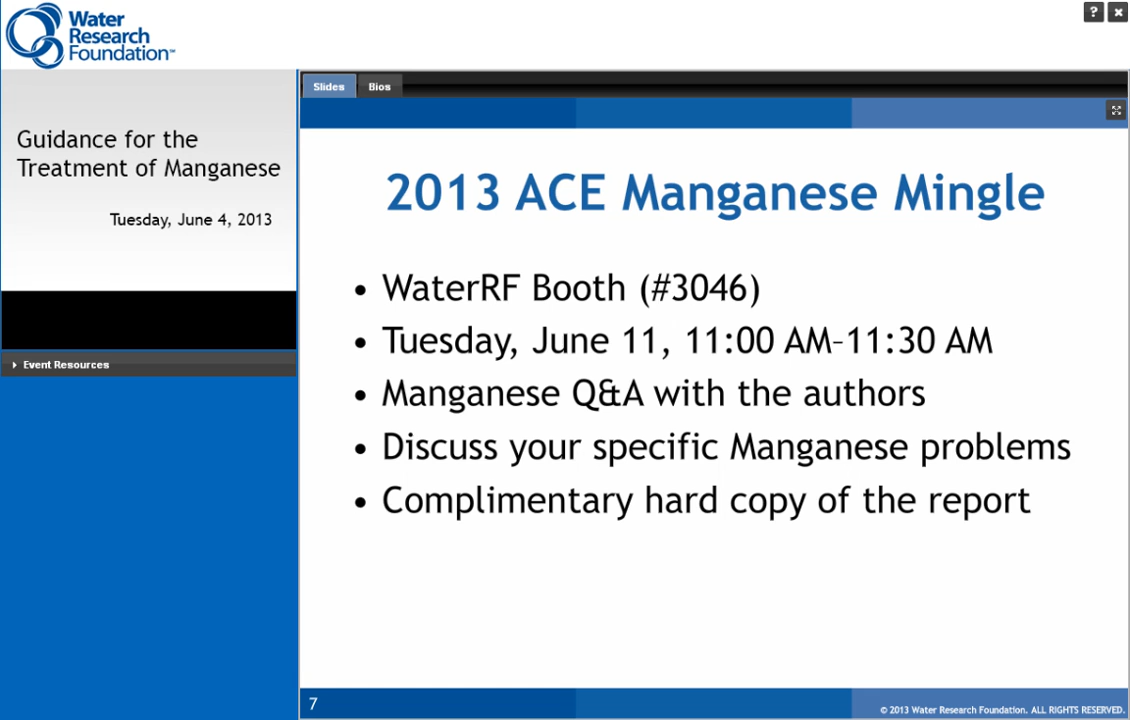 Water
Research
Foundation™
? ×
Slides Bios
Guidance for the
Treatment of Manganese
Tuesday, June 4, 2013
Event Resources
2013 ACE Manganese Mingle
• WaterRF Booth (#3046)
• Tuesday, June 11, 11:00 AM–11:30 AM
• Manganese Q&A with the authors
• Discuss your specific Manganese problems
• Complimentary hard copy of the report
7
© 2013 Water Research Foundation. ALL RIGHTS RESERVED.